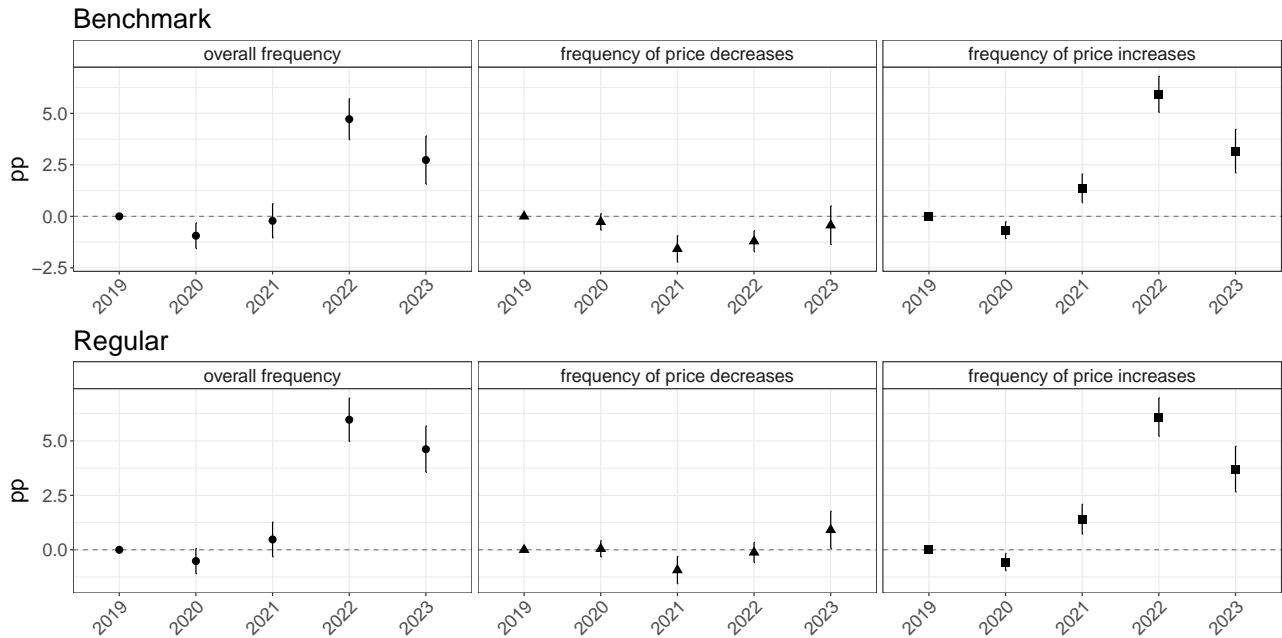 Benchmark
overall frequency frequency of price decreases frequency of price increases
pp
5.0
2.5
0.0
−2.5
2019 2020 2021 2022 2023 2019 2020 2021 2022 2023 2019 2020 2021 2022 2023
Regular
overall frequency frequency of price decreases frequency of price increases
pp
5.0
2.5
0.0
2019 2020 2021 2022 2023 2019 2020 2021 2022 2023 2019 2020 2021 2022 2023